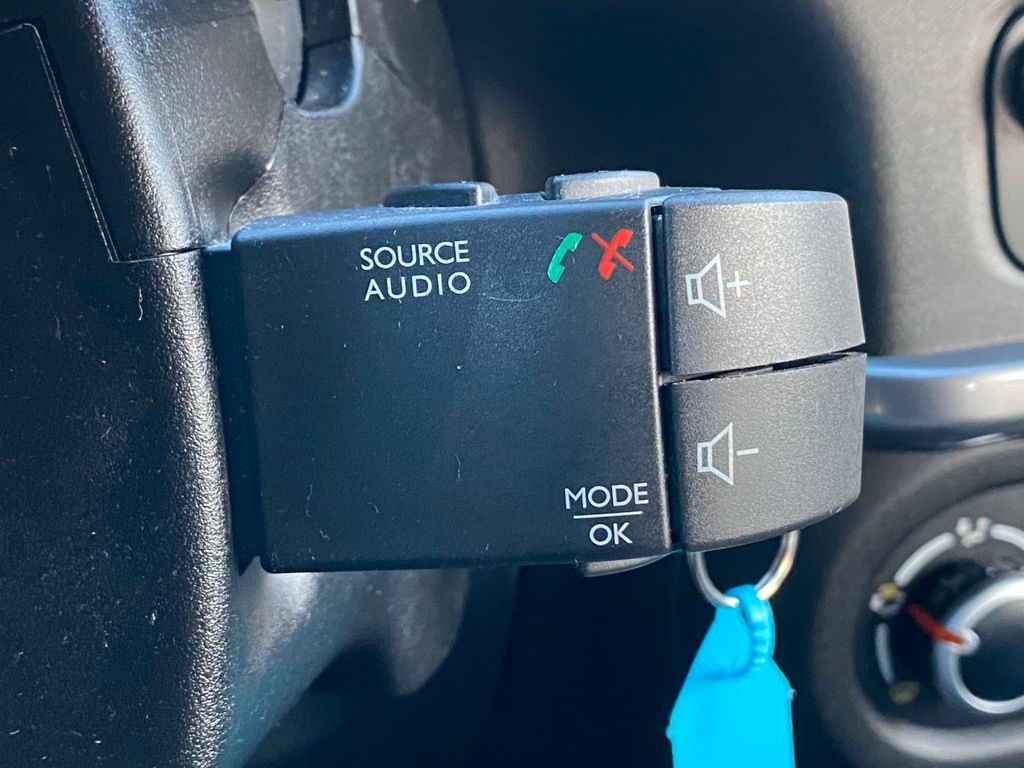 SOURCE
AUDIO
+
-
MODE
OK